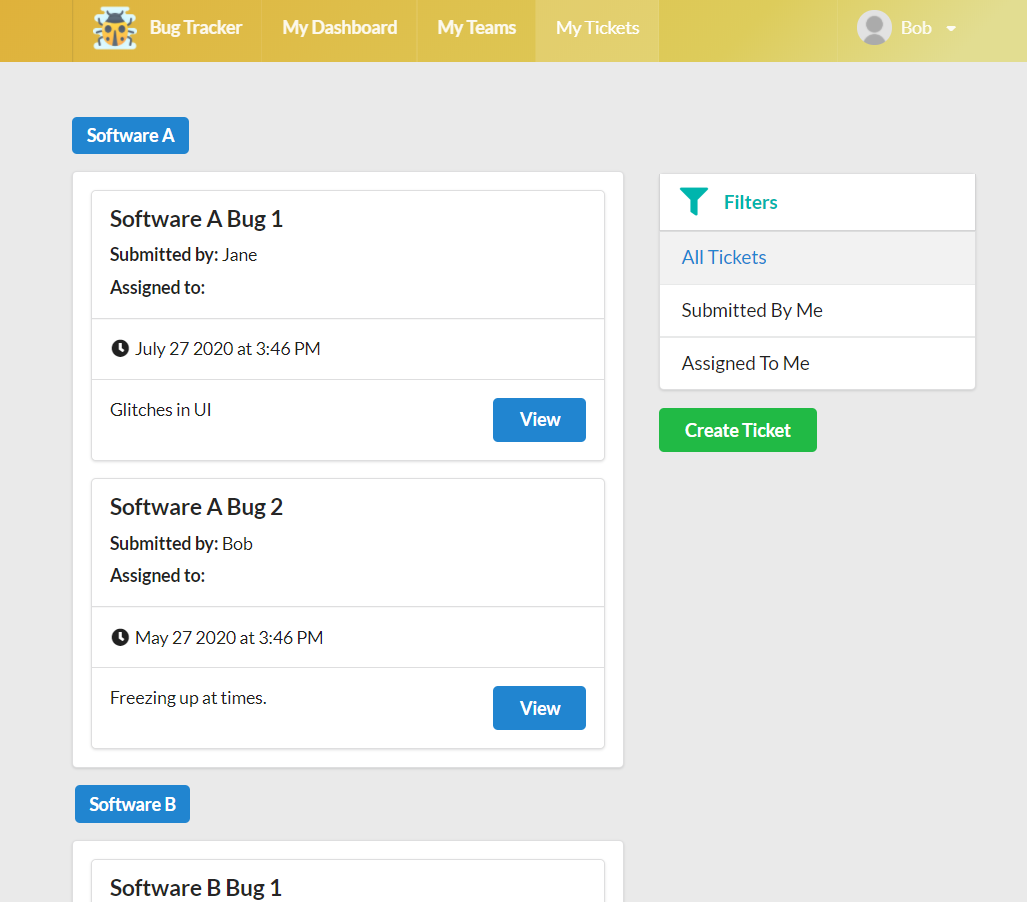 Bug Tracker My Dashboard My Teams My Tickets Bob
Software A
Software A Bug 1
Submitted by: Jane
Assigned to:
July 27 2020 at 3:46 PM
Glitches in UI
View
Software A Bug 2
Submitted by: Bob
Assigned to:
May 27 2020 at 3:46 PM
Freezing up at times.
View
Software B
Software B Bug 1
Filters
All Tickets
Submitted By Me
Assigned To Me
Create Ticket